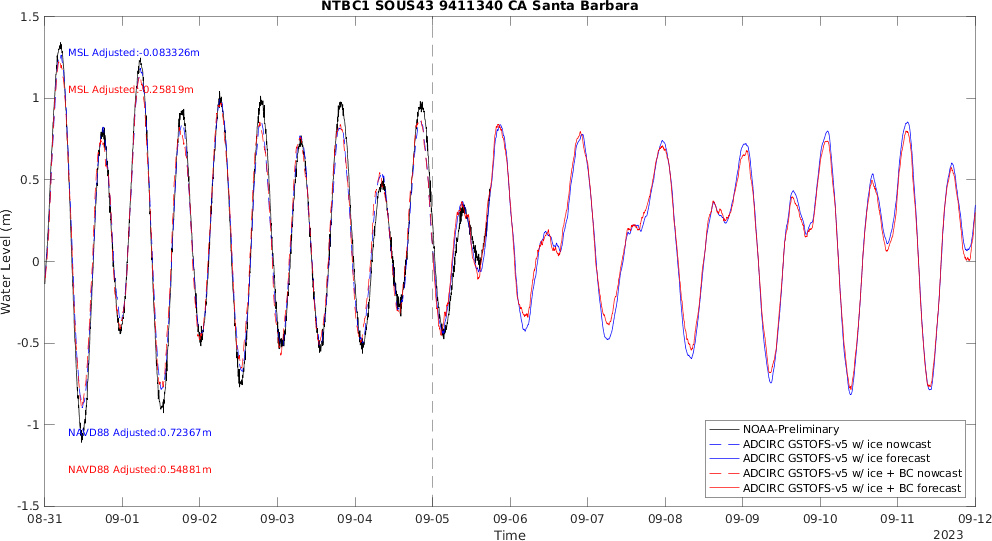 NTBC1 SOUS43 9411340 CA Santa Barbara
1.5
1
0.5
0
-0.5
-1
-1.5
Water Level (m)
MSL Adjusted:-0.083326m
MSL Adjusted:-0.25819m
NAVD88 Adjusted:0.72367m
NAVD88 Adjusted:0.54881m
NOAA-Preliminary
ADCIRC GSTOFS-v5 w/ ice nowcast
ADCIRC GSTOFS-v5 w/ ice forecast
ADCIRC GSTOFS-v5 w/ ice + BC nowcast
ADCIRC GSTOFS-v5 w/ ice + BC forecast
08-31 09-01 09-02 09-03 09-04 09-05 09-06 09-07 09-08 09-09 09-10 09-11 09-12
Time
2023